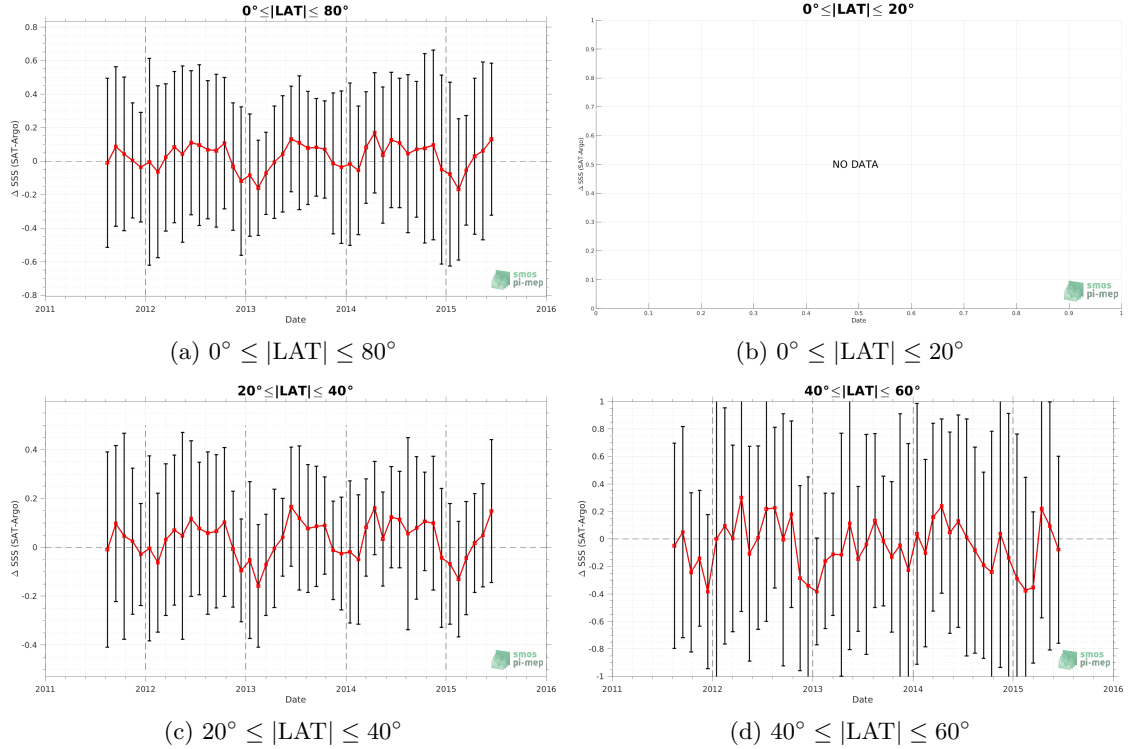 0°≤|LAT|≤ 80°
Δ SSS (SAT-Argo)
0.8
0.6
0.4
0.2
0
-0.2
-0.4
-0.6
-0.8
2011 2012 2013 2014 2015 2016
Date
smos
pi-mep
(a) 0° ≤ |LAT| ≤ 80°
0°≤|LAT|≤ 20°
Δ SSS (SAT-Argo)
1
0.9
0.8
0.7
0.6
0.5
0.4
0.3
0.2
0.1
0
NO DATA
0 0.1 0.2 0.3 0.4 0.5 0.6 0.7 0.8 0.9 1
Date
smos
pi-mep
(b) 0° ≤ |LAT| ≤ 20°
20°≤|LAT|≤ 40°
Δ SSS (SAT-Argo)
0.4
0.2
0
-0.2
-0.4
2011 2012 2013 2014 2015 2016
Date
smos
pi-mep
(c) 20° ≤ |LAT| ≤ 40°
40°≤|LAT|≤ 60°
Δ SSS (SAT-Argo)
1
0.8
0.6
0.4
0.2
0
-0.2
-0.4
-0.6
-0.8
-1
2011 2012 2013 2014 2015 2016
Date
smos
pi-mep
(d) 40° ≤ |LAT| ≤ 60°